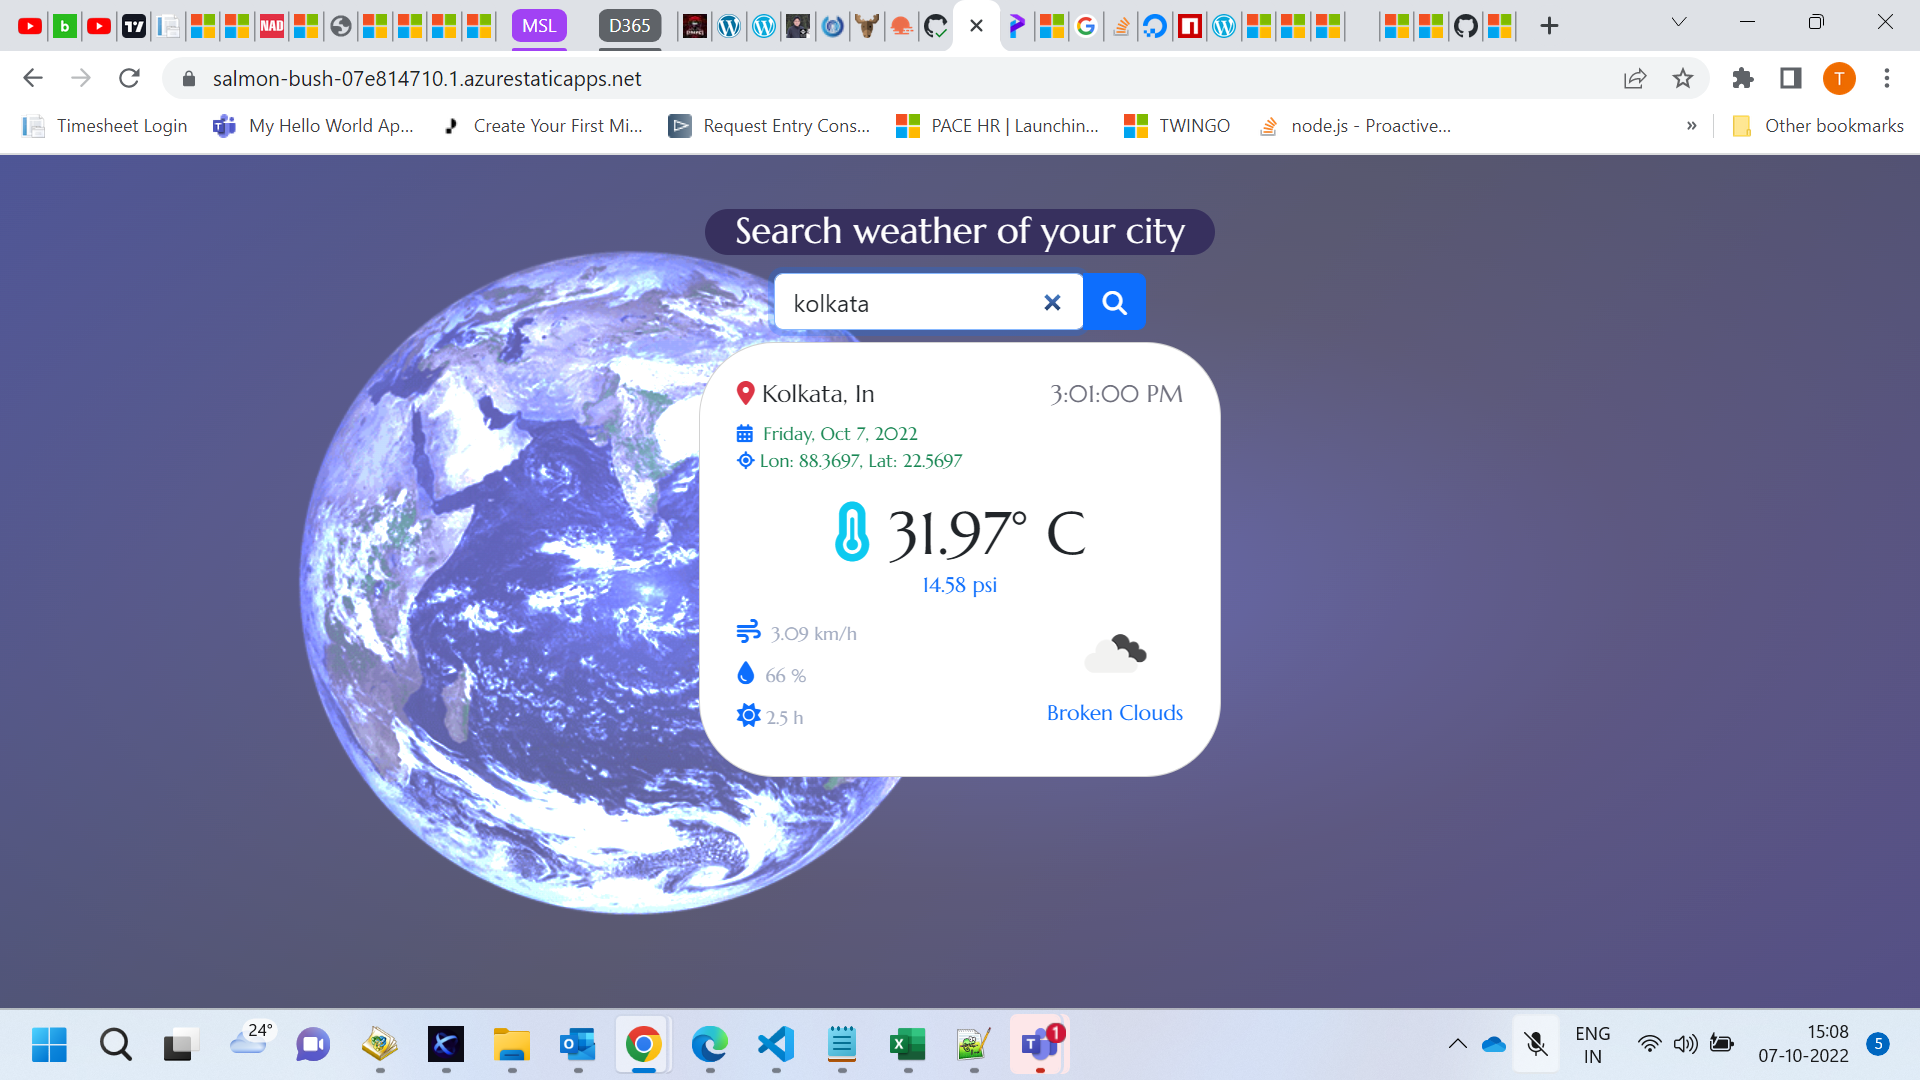 NAD
MSL
D365
salmon-bush-07e814710.1.azurestaticapps.net
T
Timesheet Login
My Hello World Ap...
Create Your First Mi...
Request Entry Cons...
PACE HR | Launchin...
TWINGO
node.js - Proactive...
»
Other bookmarks
Search weather of your city
kolkata
Kolkata, In
3:01:00 PM
Friday, Oct 7, 2022
Lon: 88.3697, Lat: 22.5697
31.97° C
14.58 psi
3.09 km/h
66 %
2.5 h
Broken Clouds
24°
1
ENG
IN
15:08
07-10-2022
5